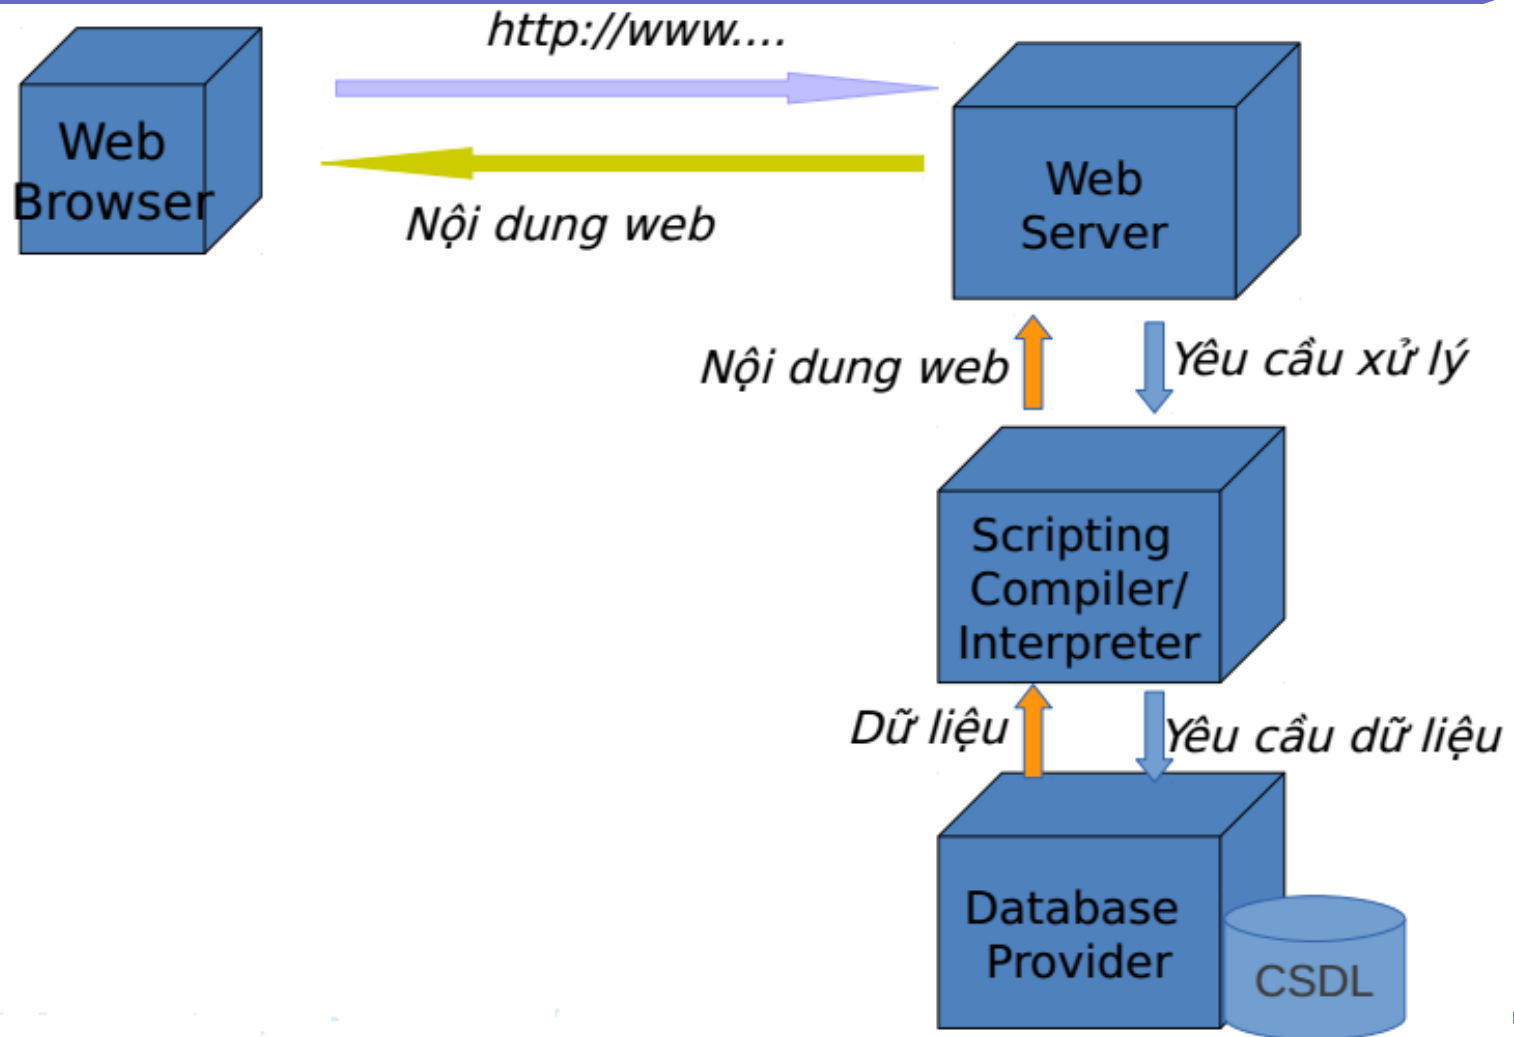 http://www....
Web
Browser
Nội dung web
Web
Server
Nội dung web
Yêu cầu xử lý
Scripting
Compiler/
Interpreter
Dữ liệu
Yêu cầu dữ liệu
Database
Provider
CSDL